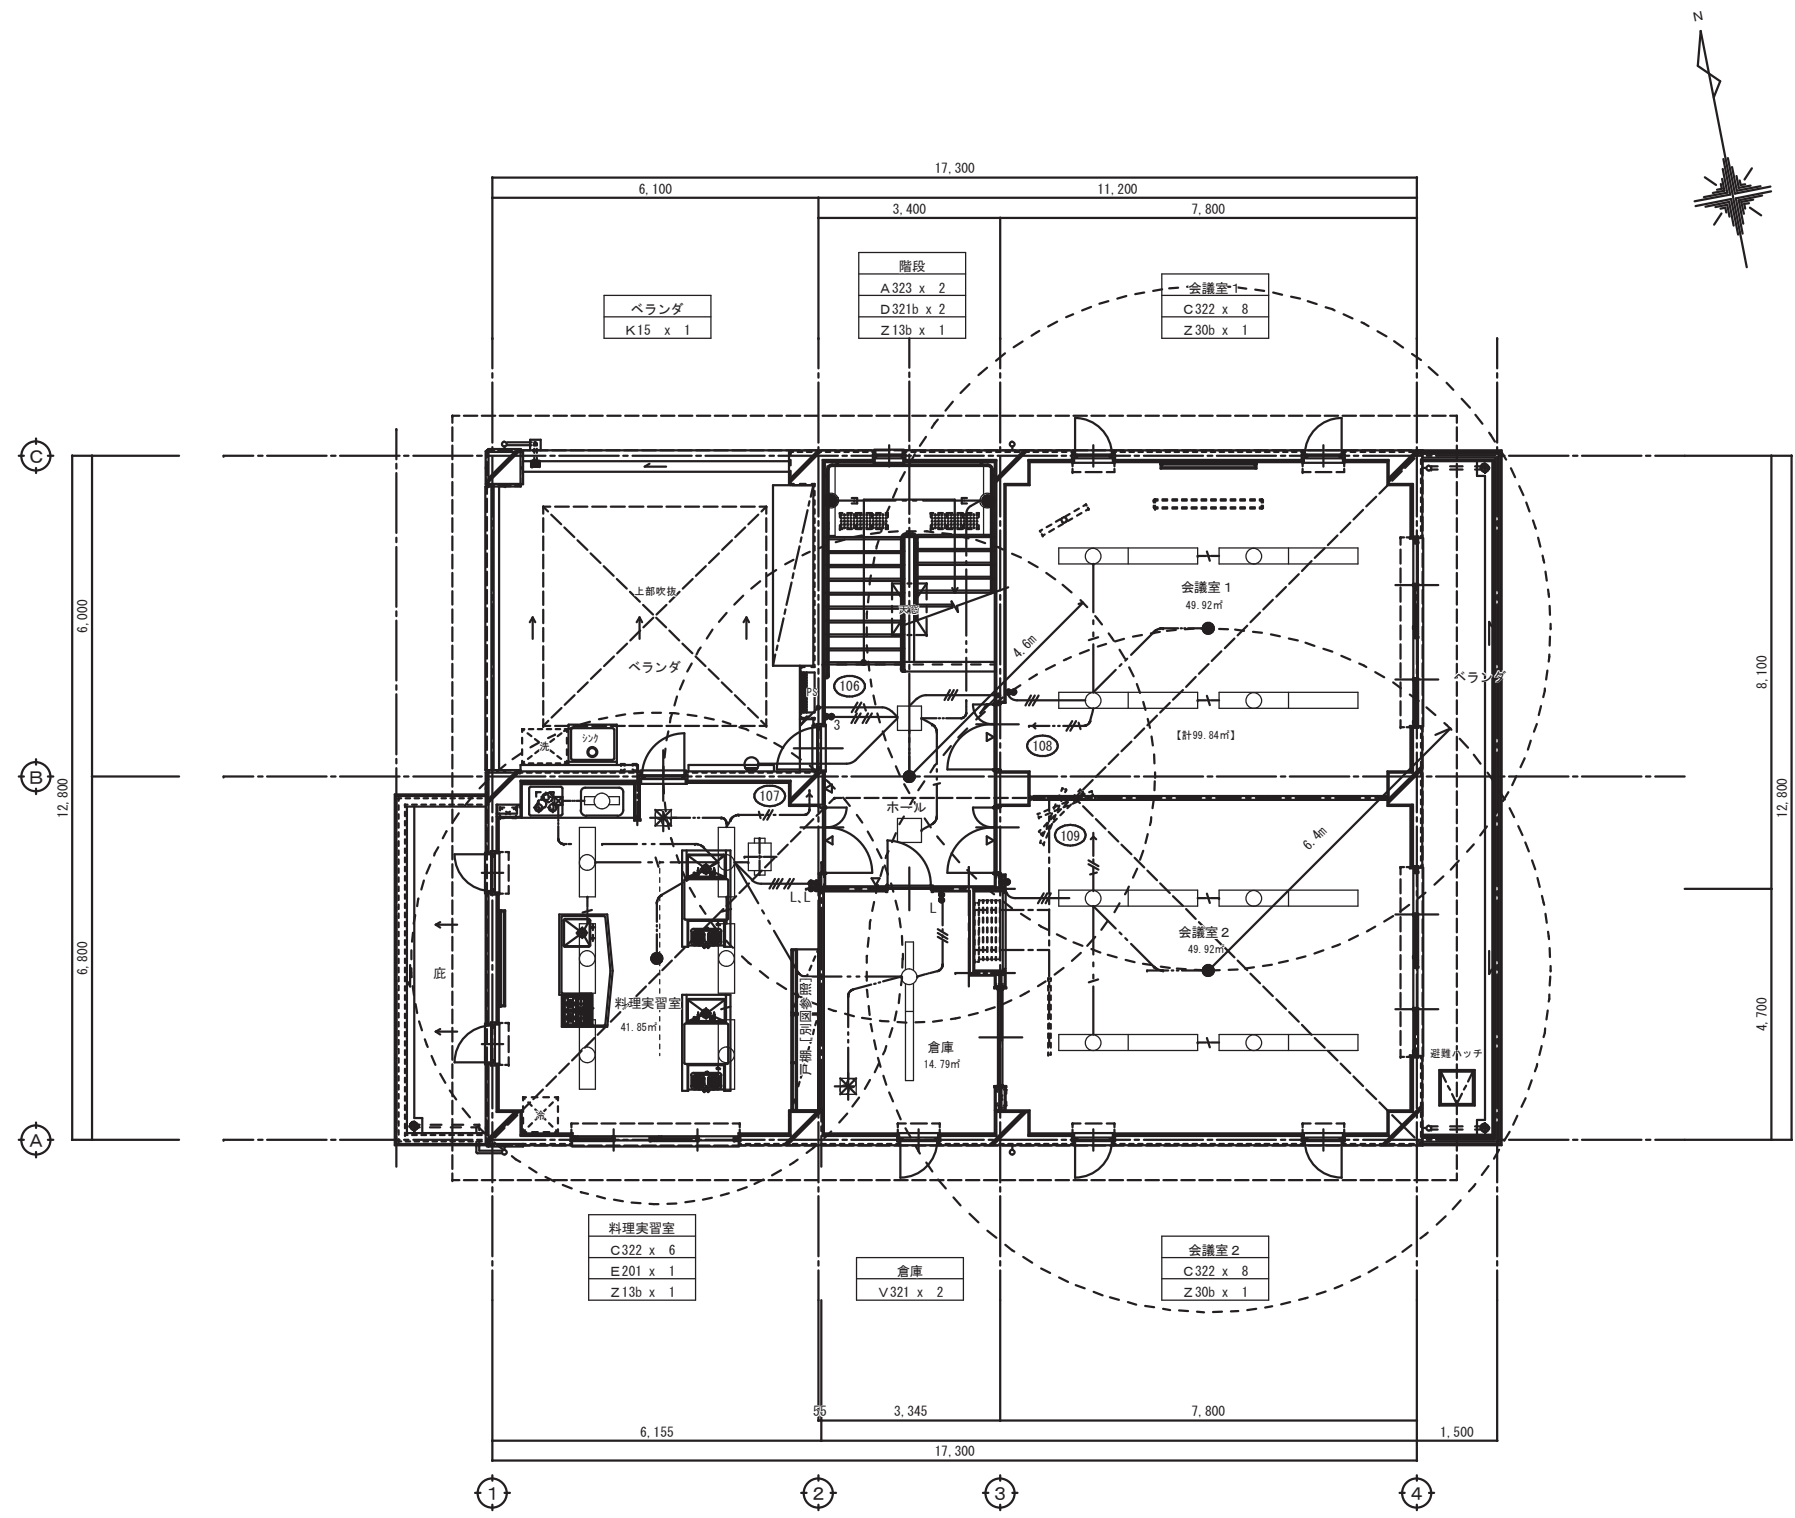 N
17,300
6,100
11,200
3,400
7,800
階段
A323 x 2
D321b x 2
Z13b x 1
会議室1
C322 x 8
Z30b x 1
ベランダ
K15 x 1
C
B
A
6,000
12,800
6,800
8,100
12,800
4,700
上部吹抜
ベランダ
PS
洗
シンク
天窓
106
3
4.6m
会議室1
49.92㎡
【計99.84㎡】
108
ベランダ
107
ホール
109
6.4m
L、L
L
会議室2
49.92㎡
庇
料理実習室
41.85㎡
戸棚[別図参照]
倉庫
14.79㎡
避難ハッチ
冷
料理実習室
C322 x 6
E201 x 1
Z13b x 1
倉庫
V321 x 2
会議室2
C322 x 8
Z30b x 1
55
3,345
7,800
6,155
1,500
17,300
1
2
3
4